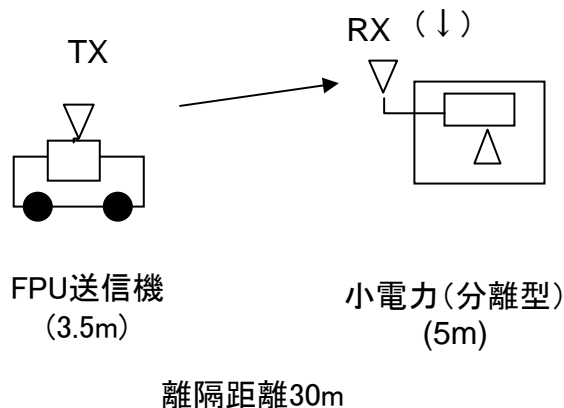 TX
RX （↓）
FPU送信機
（3.5m）
小電力（分離型）
(5m)
離隔距離30m